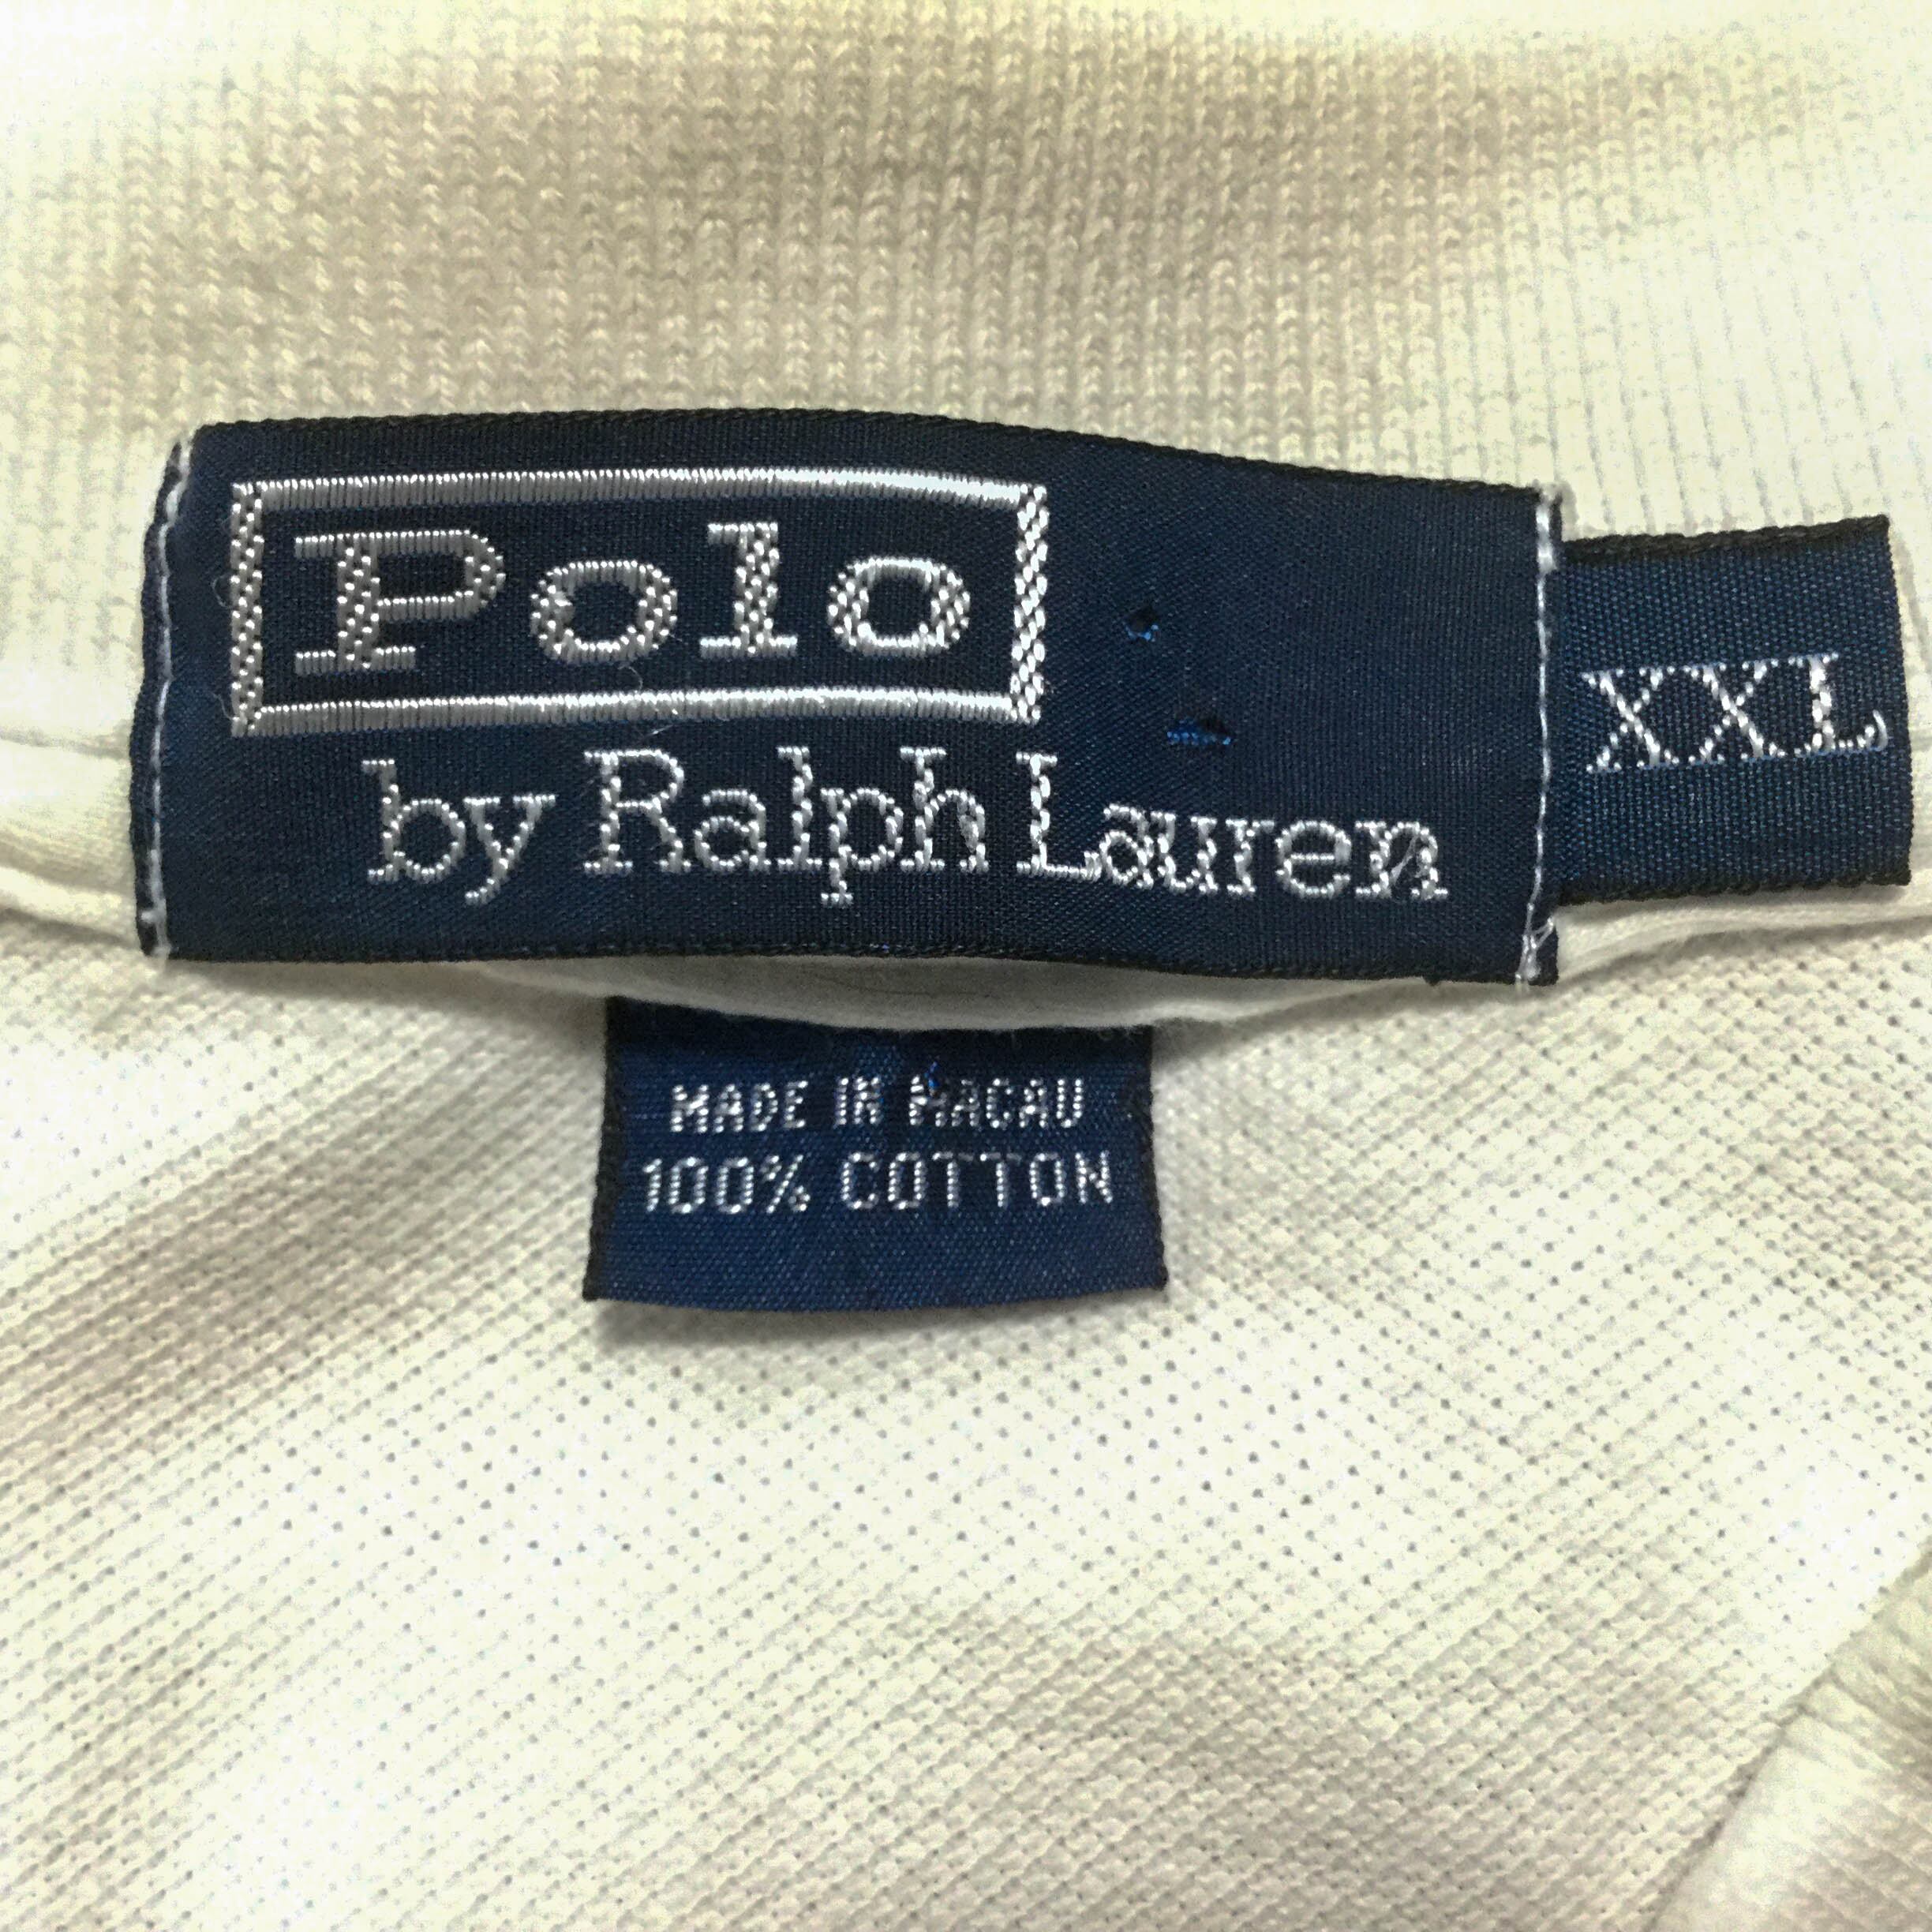 Polo
by Ralph Lauren
XXL
MADE IN MACAU
100% COTTON